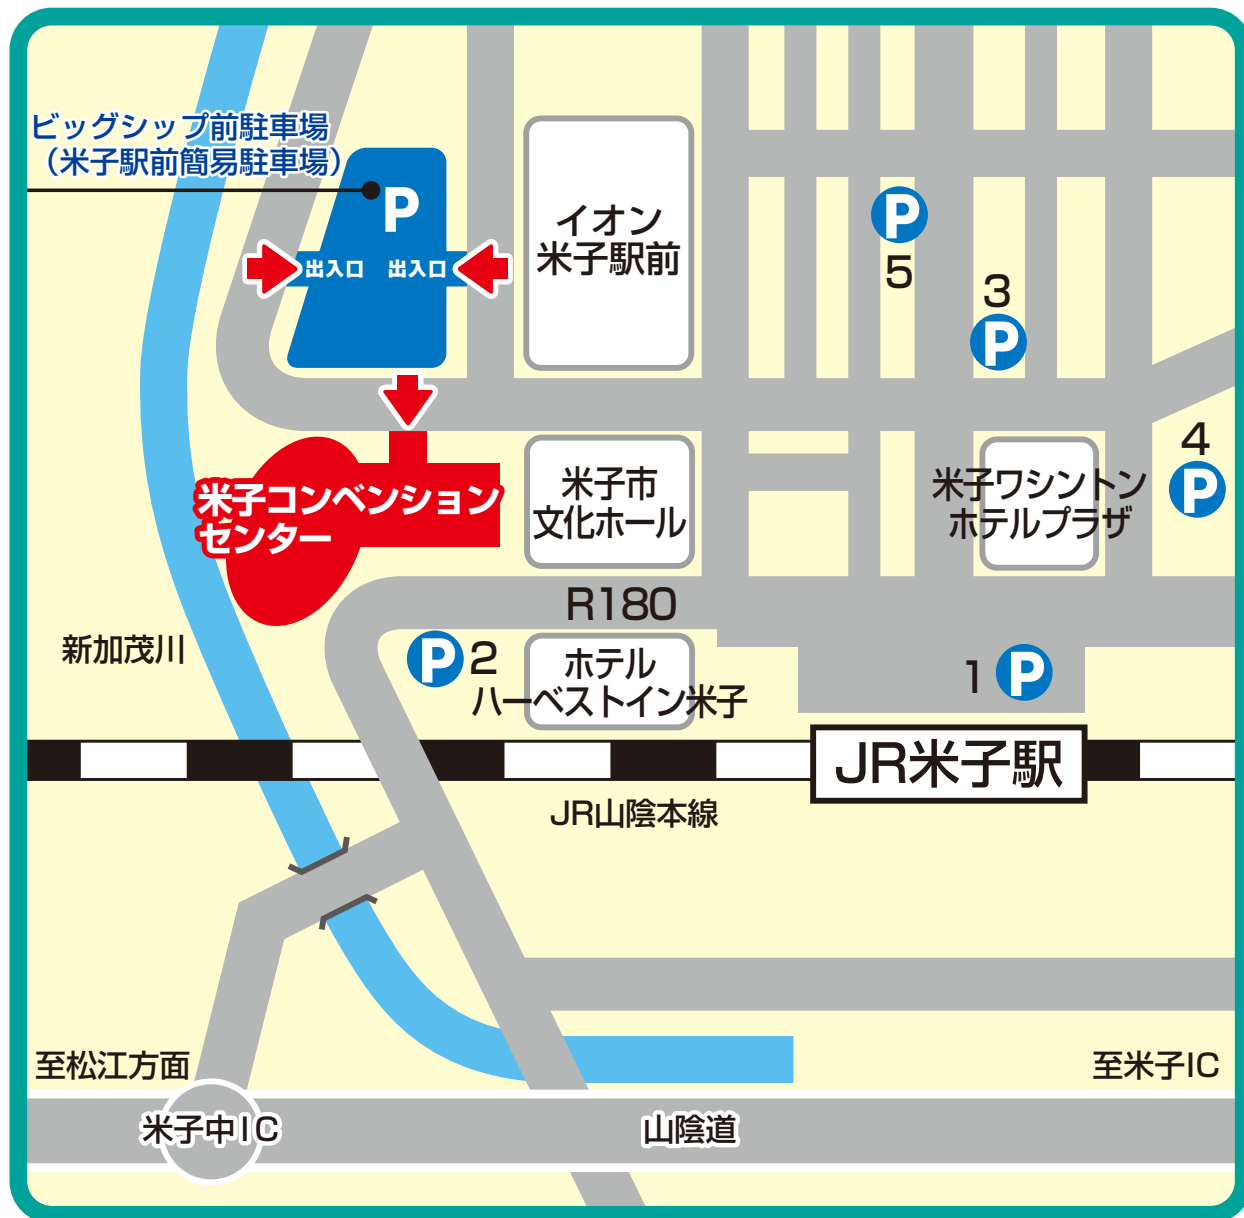 ビッグシップ前駐車場
（米子駅前簡易駐車場）
P
出入口 出入口
イオン
米子駅前
P
5
3
P
4
P
米子コンベンション
センター
米子市
文化ホール
米子ワシントン
ホテルプラザ
R180
新加茂川
P 2
ホテル
ハーベストイン米子
1 P
JR米子駅
JR山陰本線
至松江方面
至米子IC
米子中IC
山陰道